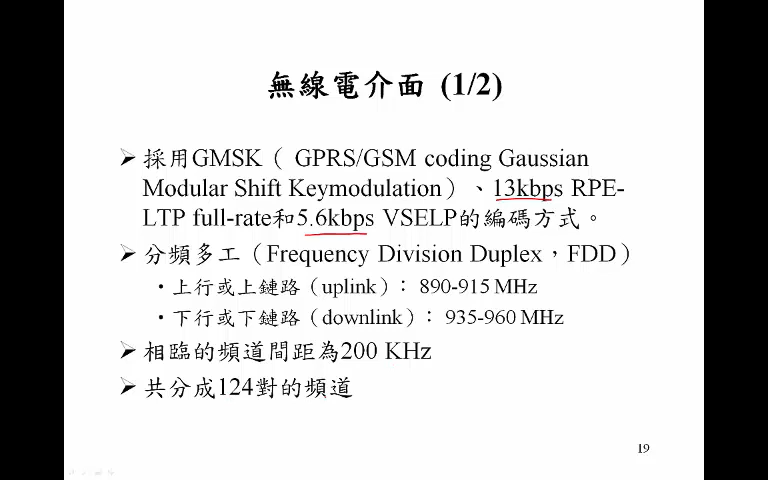 無線電介面 (1/2)
➢ 採用GMSK（ GPRS/GSM coding Gaussian
Modular Shift Keymodulation）、13kbps RPE-
LTP full-rate和5.6kbps VSELP的編碼方式。
➢ 分頻多工（Frequency Division Duplex，FDD）
・上行或上鏈路（uplink）： 890-915 MHz
・下行或下鏈路（downlink）： 935-960 MHz
➢ 相臨的頻道間距為200 KHz
➢ 共分成124對的頻道
19